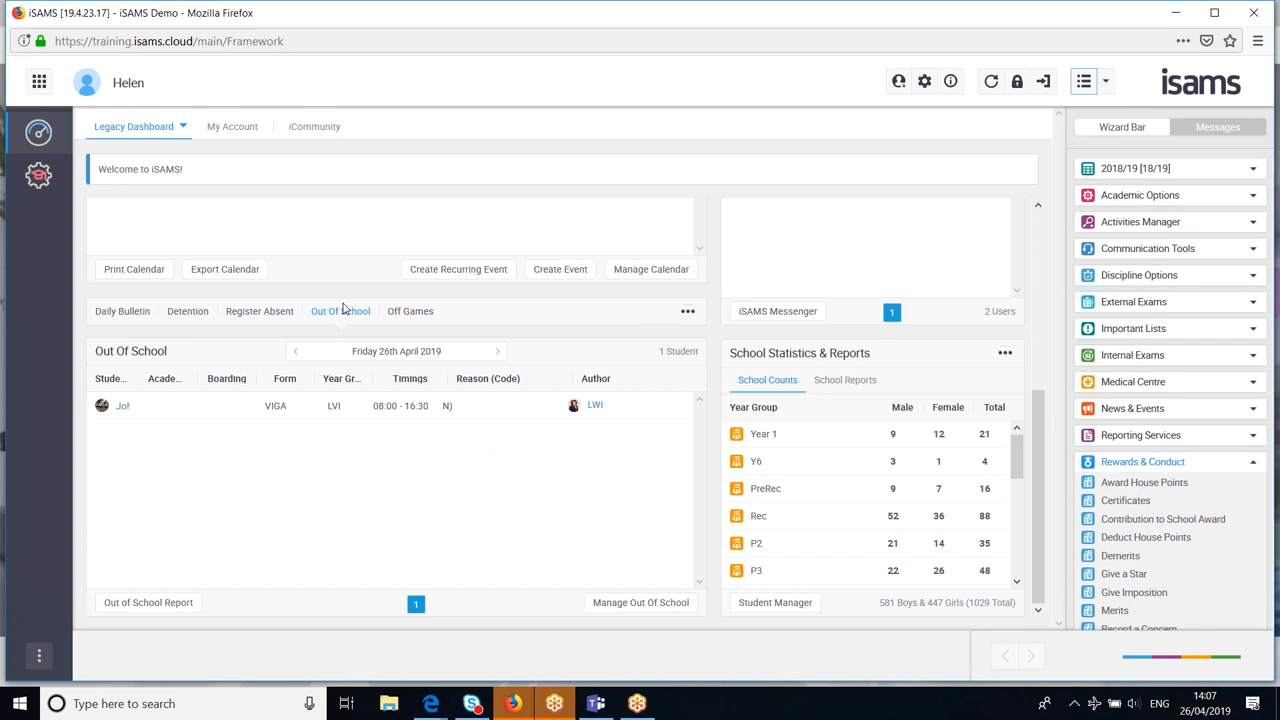 iSAMS [19.4.23.17] - iSAMS Demo - Mozilla Firefox
https://training.isams.cloud/main/Framework
Helen
isams
Legacy Dashboard
My Account
iCommunity
Wizard Bar
Messages
Welcome to iSAMS!
2018/19 [18/19]
Academic Options
Activities Manager
Communication Tools
Discipline Options
External Exams
Important Lists
Internal Exams
Medical Centre
News & Events
Reporting Services
Rewards & Conduct
Award House Points
Certificates
Contribution to School Award
Deduct House Points
Demerits
Give a Star
Give Imposition
Merits
Record a Concern
Print Calendar
Export Calendar
Create Recurring Event
Create Event
Manage Calendar
Daily Bulletin
Detention
Register Absent
Out Of School
Off Games
iSAMS Messenger
1
2 Users
Out Of School
Friday 26th April 2019
1 Student
Stude...
Acade...
Boarding
Form
Year Gr...
Timings
Reason (Code)
Author
Joh
VIGA
LVI
08:00 - 16:30
N)
LWI
Out of School Report
1
Manage Out Of School
School Statistics & Reports
School Counts
School Reports
Year Group Male Female Total
Year 1 9 12 21
Y6 3 1 4
PreRec 9 7 16
Rec 52 36 88
P2 21 14 35
P3 22 26 48
Student Manager
581 Boys & 447 Girls (1029 Total)
Type here to search
ENG
14:07
26/04/2019